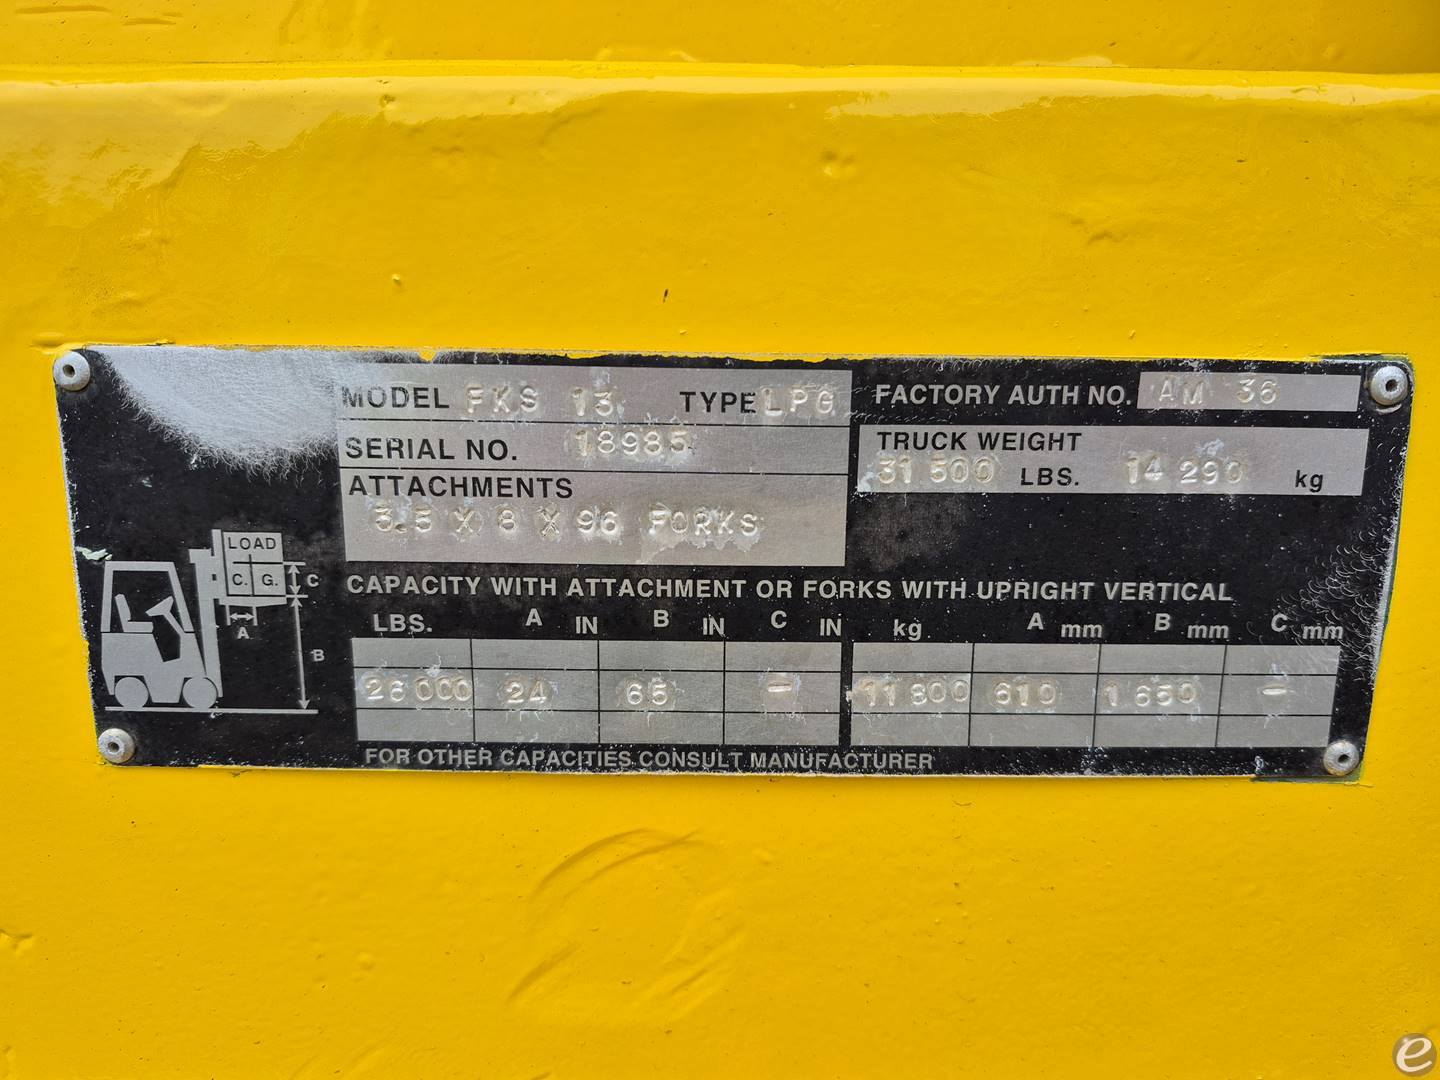 MODEL FKS 13 TYPE LPG
SERIAL NO. 18985
ATTACHMENTS
3.5 X 8 X 96 FORKS
FACTORY AUTH NO. AM 36
TRUCK WEIGHT
31 500 LBS. 14 290 kg
LOAD
C. G. C
A
B
CAPACITY WITH ATTACHMENT OR FORKS WITH UPRIGHT VERTICAL
LBS. A IN B IN C IN kg A mm B mm C mm
26 000 24 65 - 11 800 610 1 650 -
FOR OTHER CAPACITIES CONSULT MANUFACTURER
e